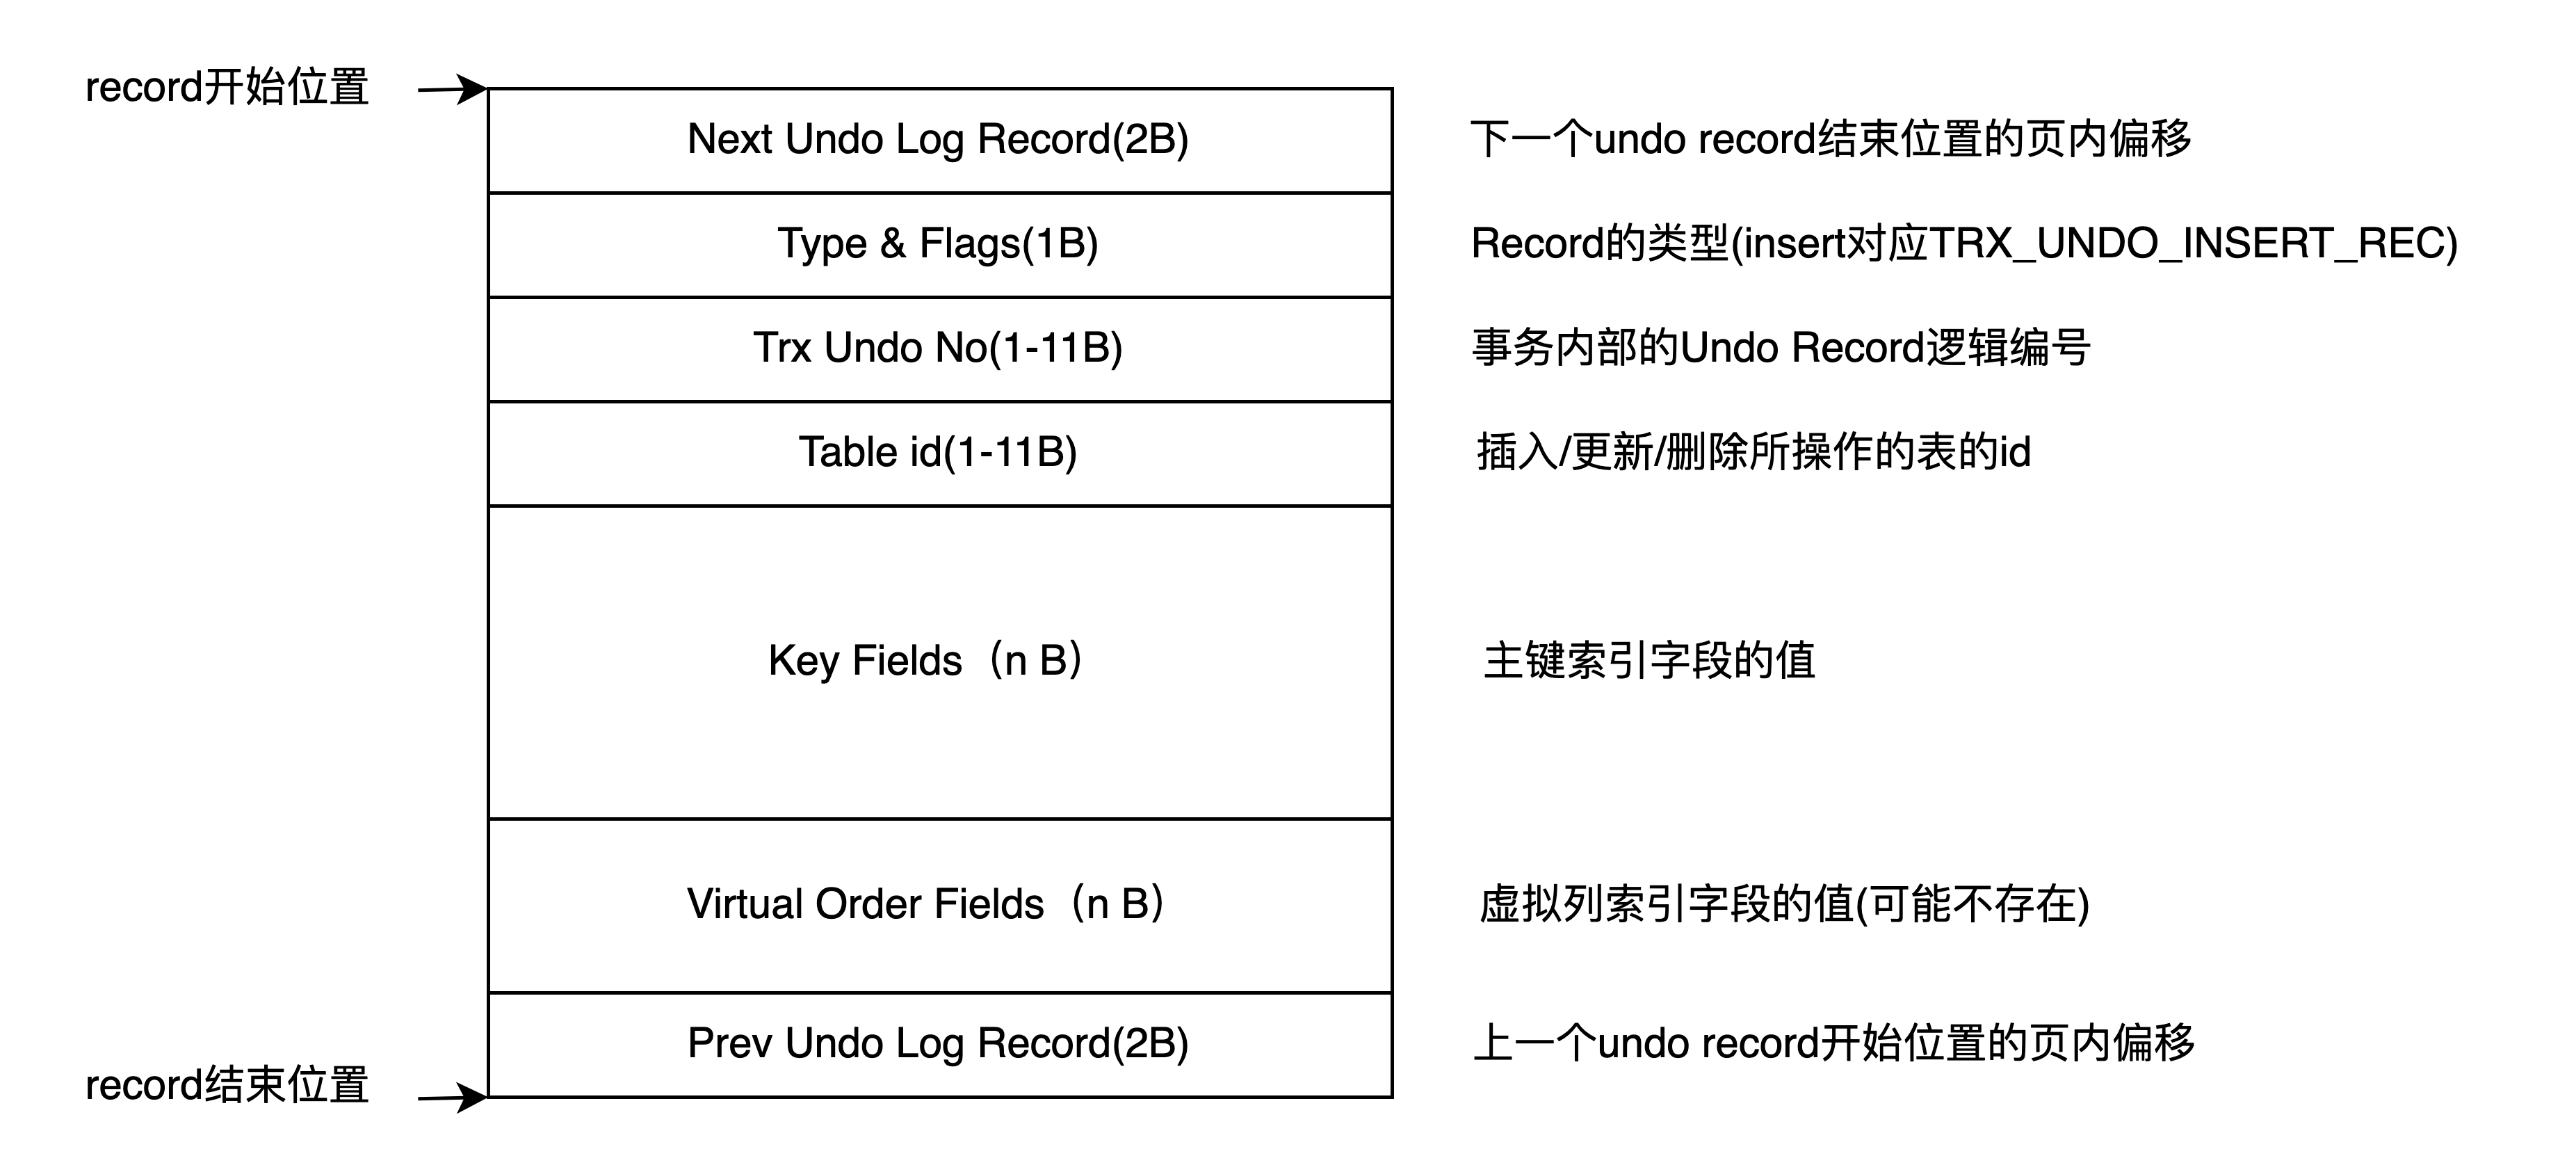 record开始位置
Next Undo Log Record(2B)
下一个undo record结束位置的页内偏移
Type & Flags(1B)
Record的类型(insert对应TRX_UNDO_INSERT_REC)
Trx Undo No(1-11B)
事务内部的Undo Record逻辑编号
Table id(1-11B)
插入/更新/删除所操作的表的id
Key Fields（n B）
主键索引字段的值
Virtual Order Fields（n B）
虚拟列索引字段的值(可能不存在)
Prev Undo Log Record(2B)
上一个undo record开始位置的页内偏移
record结束位置